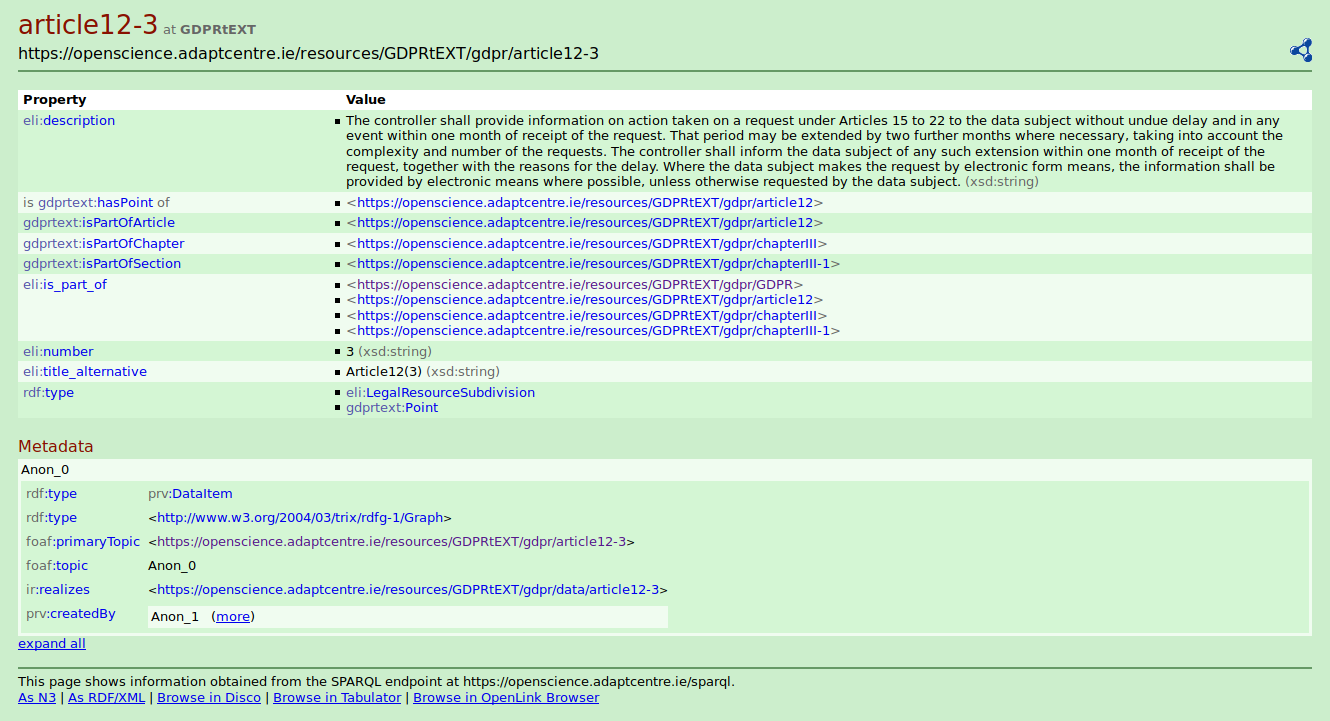 article12-3 at GDPRtEXT
https://openscience.adaptcentre.ie/resources/GDPRtEXT/gdpr/article12-3
Property Value
eli:description The controller shall provide information on action taken on a request under Articles 15 to 22 to the data subject without undue delay and in any
event within one month of receipt of the request. That period may be extended by two further months where necessary, taking into account the
complexity and number of the requests. The controller shall inform the data subject of any such extension within one month of receipt of the
request, together with the reasons for the delay. Where the data subject makes the request by electronic form means, the information shall be
provided by electronic means where possible, unless otherwise requested by the data subject. (xsd:string)
is gdprtext:hasPoint of <https://openscience.adaptcentre.ie/resources/GDPRtEXT/gdpr/article12>
gdprtext:isPartOfArticle <https://openscience.adaptcentre.ie/resources/GDPRtEXT/gdpr/article12>
gdprtext:isPartOfChapter <https://openscience.adaptcentre.ie/resources/GDPRtEXT/gdpr/chapterIII>
gdprtext:isPartOfSection <https://openscience.adaptcentre.ie/resources/GDPRtEXT/gdpr/chapterIII-1>
eli:is_part_of <https://openscience.adaptcentre.ie/resources/GDPRtEXT/gdpr/GDPR>
<https://openscience.adaptcentre.ie/resources/GDPRtEXT/gdpr/article12>
<https://openscience.adaptcentre.ie/resources/GDPRtEXT/gdpr/chapterIII>
<https://openscience.adaptcentre.ie/resources/GDPRtEXT/gdpr/chapterIII-1>
eli:number 3 (xsd:string)
eli:title_alternative Article12(3) (xsd:string)
rdf:type eli:LegalResourceSubdivision
gdprtext:Point
Metadata
Anon_0
rdf:type prv:DataItem
rdf:type <http://www.w3.org/2004/03/trix/rdfg-1/Graph>
foaf:primaryTopic <https://openscience.adaptcentre.ie/resources/GDPRtEXT/gdpr/article12-3>
foaf:topic Anon_0
ir:realizes <https://openscience.adaptcentre.ie/resources/GDPRtEXT/gdpr/data/article12-3>
prv:createdBy Anon_1 (more)
expand all
This page shows information obtained from the SPARQL endpoint at https://openscience.adaptcentre.ie/sparql.
As N3 | As RDF/XML | Browse in Disco | Browse in Tabulator | Browse in OpenLink Browser